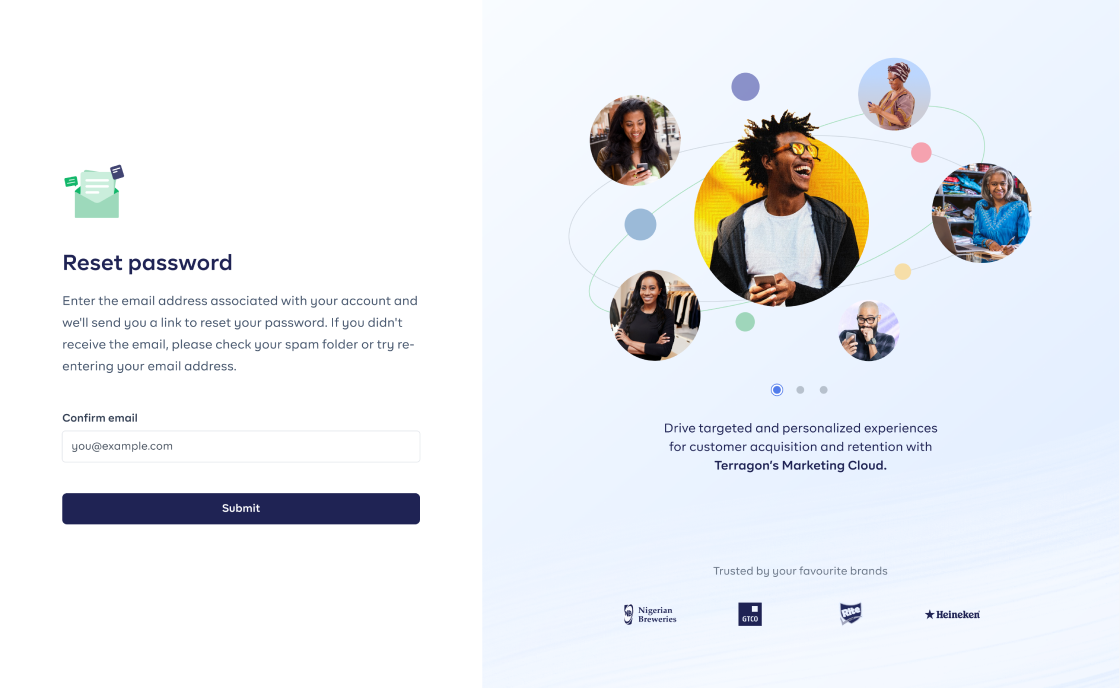 Reset password
Enter the email address associated with your account and
we'll send you a link to reset your password. If you didn't
receive the email, please check your spam folder or try re-
entering your email address.
Confirm email
you@example.com
Submit
Drive targeted and personalized experiences
for customer acquisition and retention with
Terragon's Marketing Cloud.
Trusted by your favourite brands
Nigerian
Breweries
GTCO
Rite
Heineken